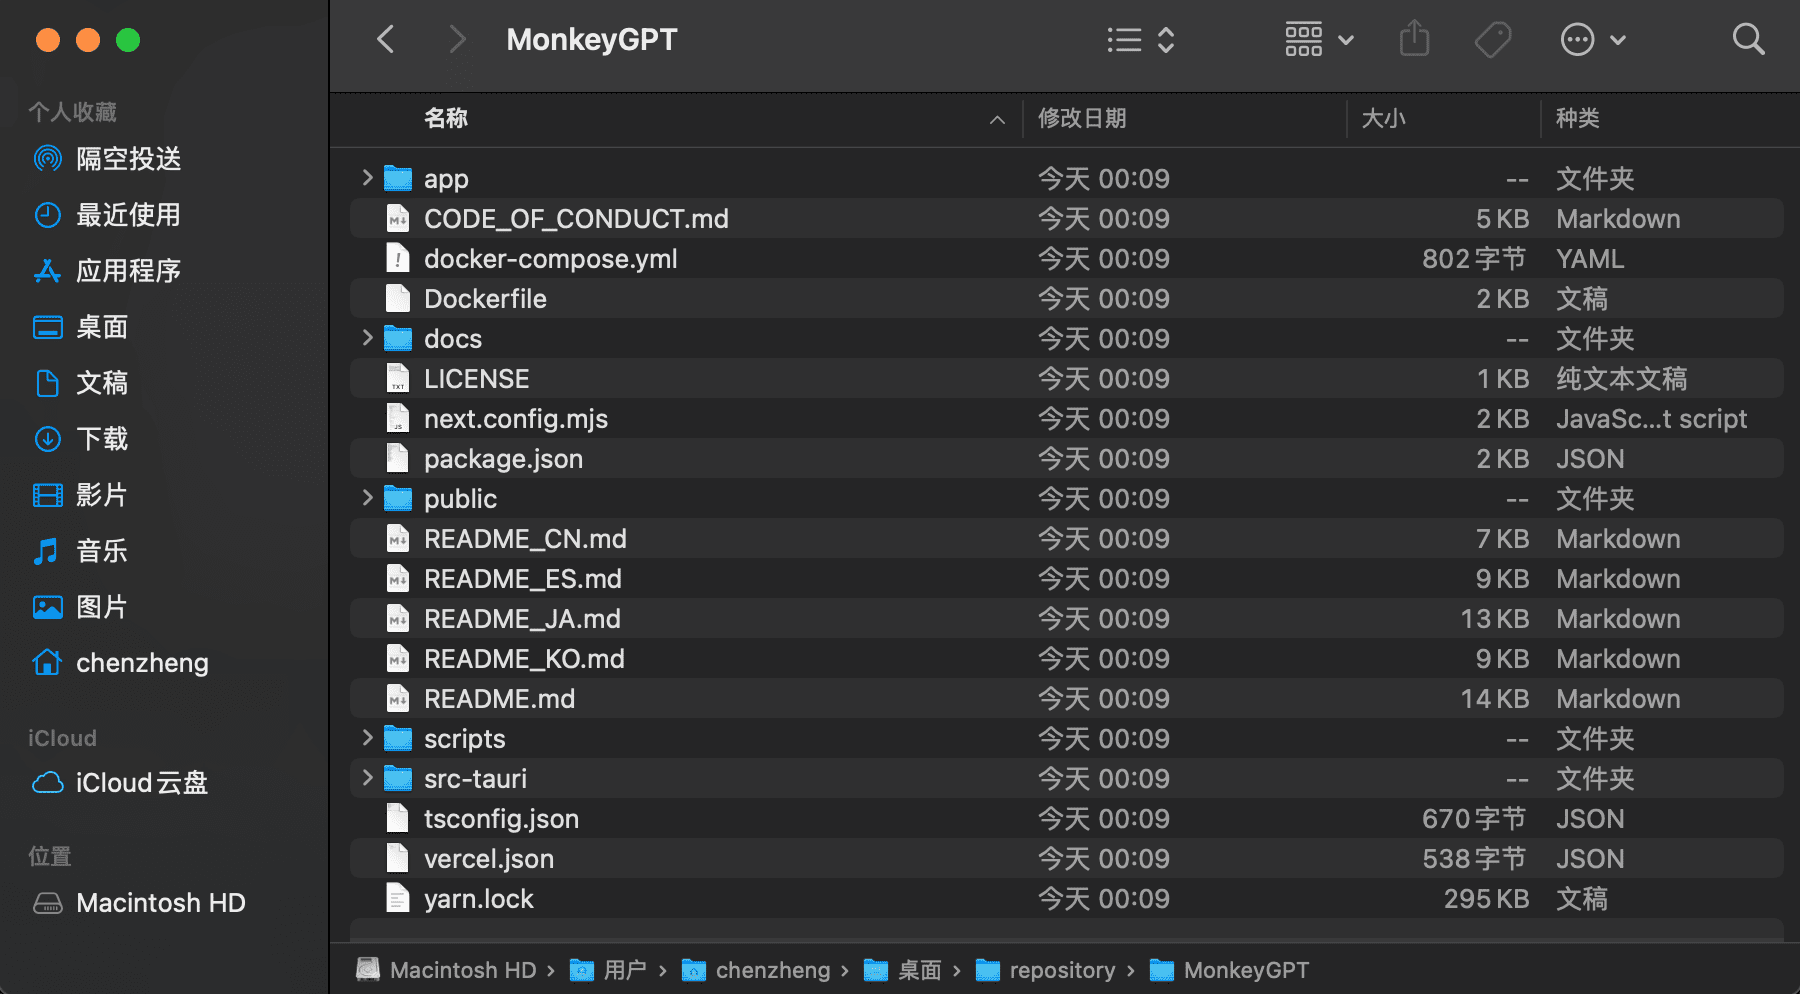 MonkeyGPT
个人收藏
隔空投送
最近使用
应用程序
桌面
文稿
下载
影片
音乐
图片
chenzheng
iCloud
iCloud云盘
位置
Macintosh HD
名称 修改日期 大小 种类
app 今天 00:09 -- 文件夹
CODE_OF_CONDUCT.md 今天 00:09 5 KB Markdown
docker-compose.yml 今天 00:09 802 字节 YAML
Dockerfile 今天 00:09 2 KB 文稿
docs 今天 00:09 -- 文件夹
LICENSE 今天 00:09 1 KB 纯文本文稿
next.config.mjs 今天 00:09 2 KB JavaSc...t script
package.json 今天 00:09 2 KB JSON
public 今天 00:09 -- 文件夹
README_CN.md 今天 00:09 7 KB Markdown
README_ES.md 今天 00:09 9 KB Markdown
README_JA.md 今天 00:09 13 KB Markdown
README_KO.md 今天 00:09 9 KB Markdown
README.md 今天 00:09 14 KB Markdown
scripts 今天 00:09 -- 文件夹
src-tauri 今天 00:09 -- 文件夹
tsconfig.json 今天 00:09 670 字节 JSON
vercel.json 今天 00:09 538 字节 JSON
yarn.lock 今天 00:09 295 KB 文稿
Macintosh HD › 用户 › chenzheng › 桌面 › repository › MonkeyGPT